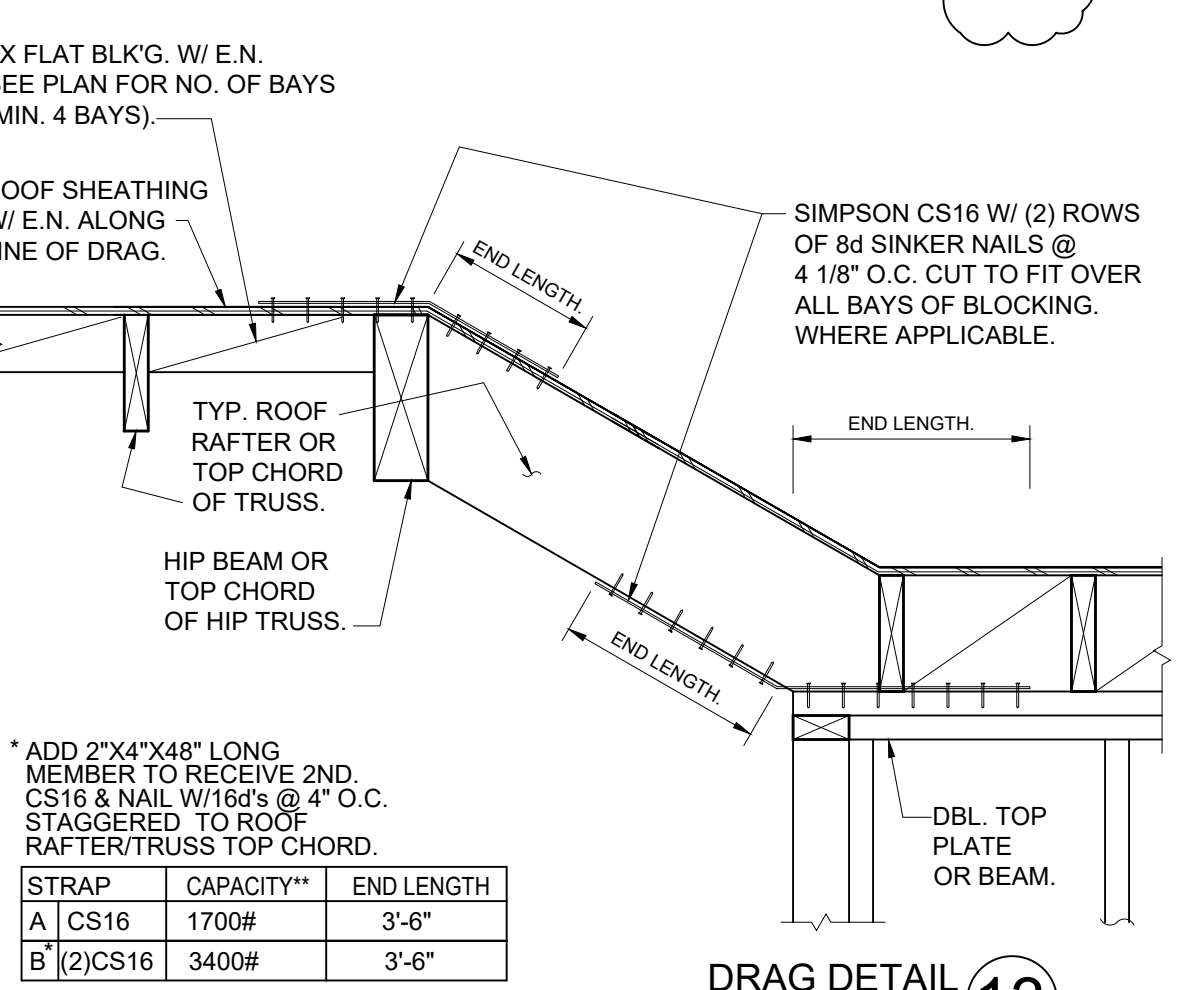 X FLAT BLK'G. W/ E.N.
SEE PLAN FOR NO. OF BAYS
MIN. 4 BAYS).
OOF SHEATHING
W/ E.N. ALONG
INE OF DRAG.
END LENGTH.
SIMPSON CS16 W/ (2) ROWS
OF 8d SINKER NAILS @
4 1/8" O.C. CUT TO FIT OVER
ALL BAYS OF BLOCKING.
WHERE APPLICABLE.
TYP. ROOF
RAFTER OR
TOP CHORD
OF TRUSS.
END LENGTH.
HIP BEAM OR
TOP CHORD
OF HIP TRUSS.
END LENGTH.
* ADD 2"X4"X48" LONG
MEMBER TO RECEIVE 2ND.
CS16 & NAIL W/16d's @ 4" O.C.
STAGGERED TO ROOF
RAFTER/TRUSS TOP CHORD.
STRAP CAPACITY** END LENGTH
A CS16 1700# 3'-6"
B* (2)CS16 3400# 3'-6"
DBL. TOP
PLATE
OR BEAM.
DRAG DETAIL